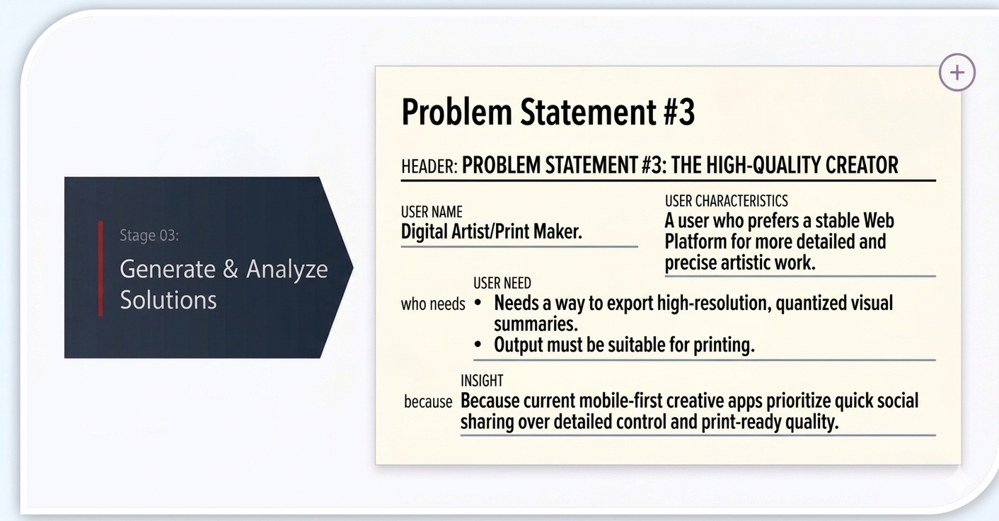 Stage 03:
Generate & Analyze
Solutions
Problem Statement #3
HEADER: PROBLEM STATEMENT #3: THE HIGH-QUALITY CREATOR
USER NAME
Digital Artist/Print Maker.
USER CHARACTERISTICS
A user who prefers a stable Web
Platform for more detailed and
precise artistic work.
USER NEED
who needs • Needs a way to export high-resolution, quantized visual
summaries.
• Output must be suitable for printing.
INSIGHT
because Because current mobile-first creative apps prioritize quick social
sharing over detailed control and print-ready quality.